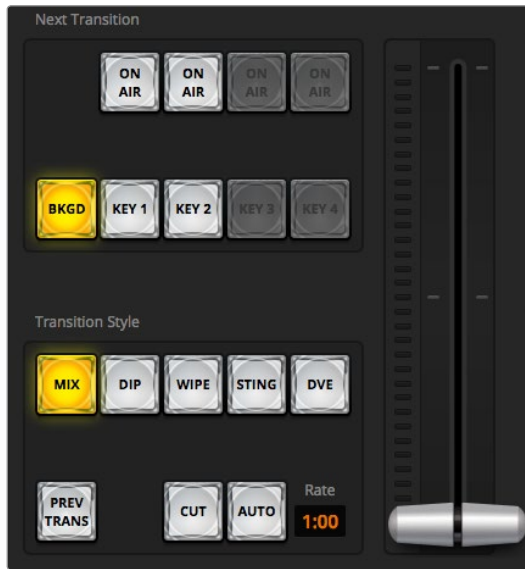 Next Transition
ON AIR
ON AIR
ON AIR
ON AIR
BKGD
KEY 1
KEY 2
KEY 3
KEY 4
Transition Style
MIX
DIP
WIPE
STING
DVE
PREV
TRANS
CUT
AUTO
Rate
1:00